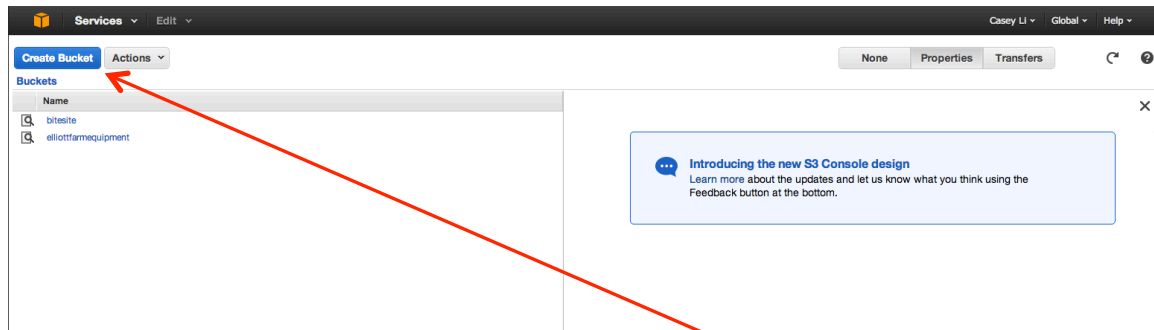 Services Edit Casey Li Global Help
Create Bucket Actions None Properties Transfers
Buckets
Name
bitesite
elliottfarmequipment
Introducing the new S3 Console design
Learn more about the updates and let us know what you think using the
Feedback button at the bottom.